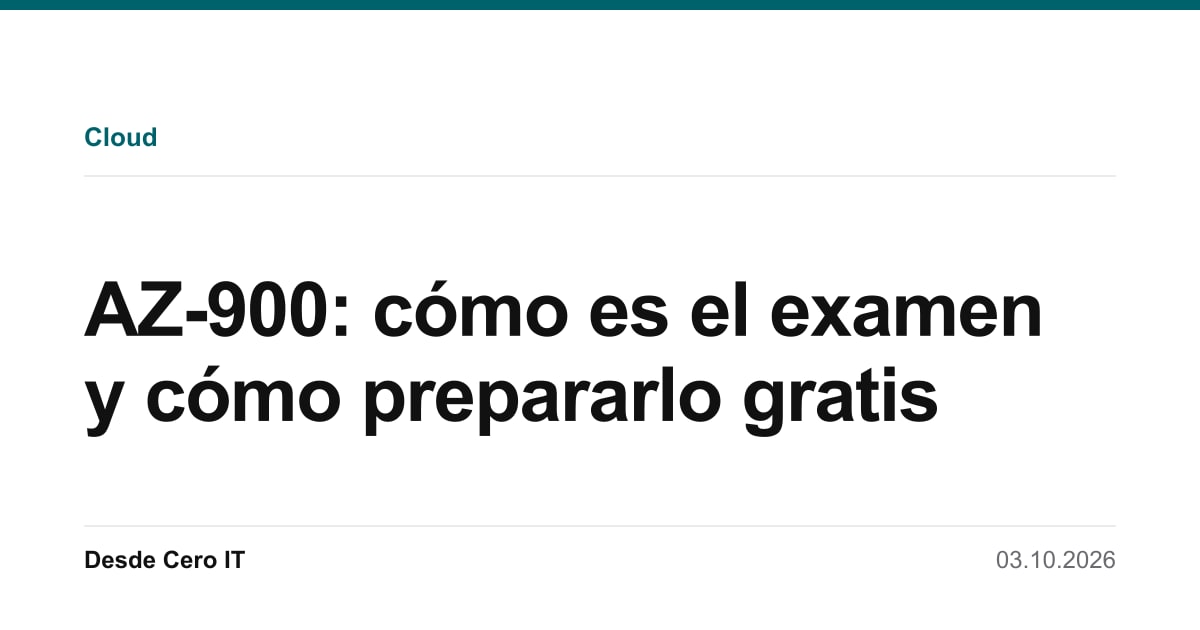 Cloud
AZ-900: cómo es el examen
y cómo prepararlo gratis
Desde Cero IT
03.10.2026